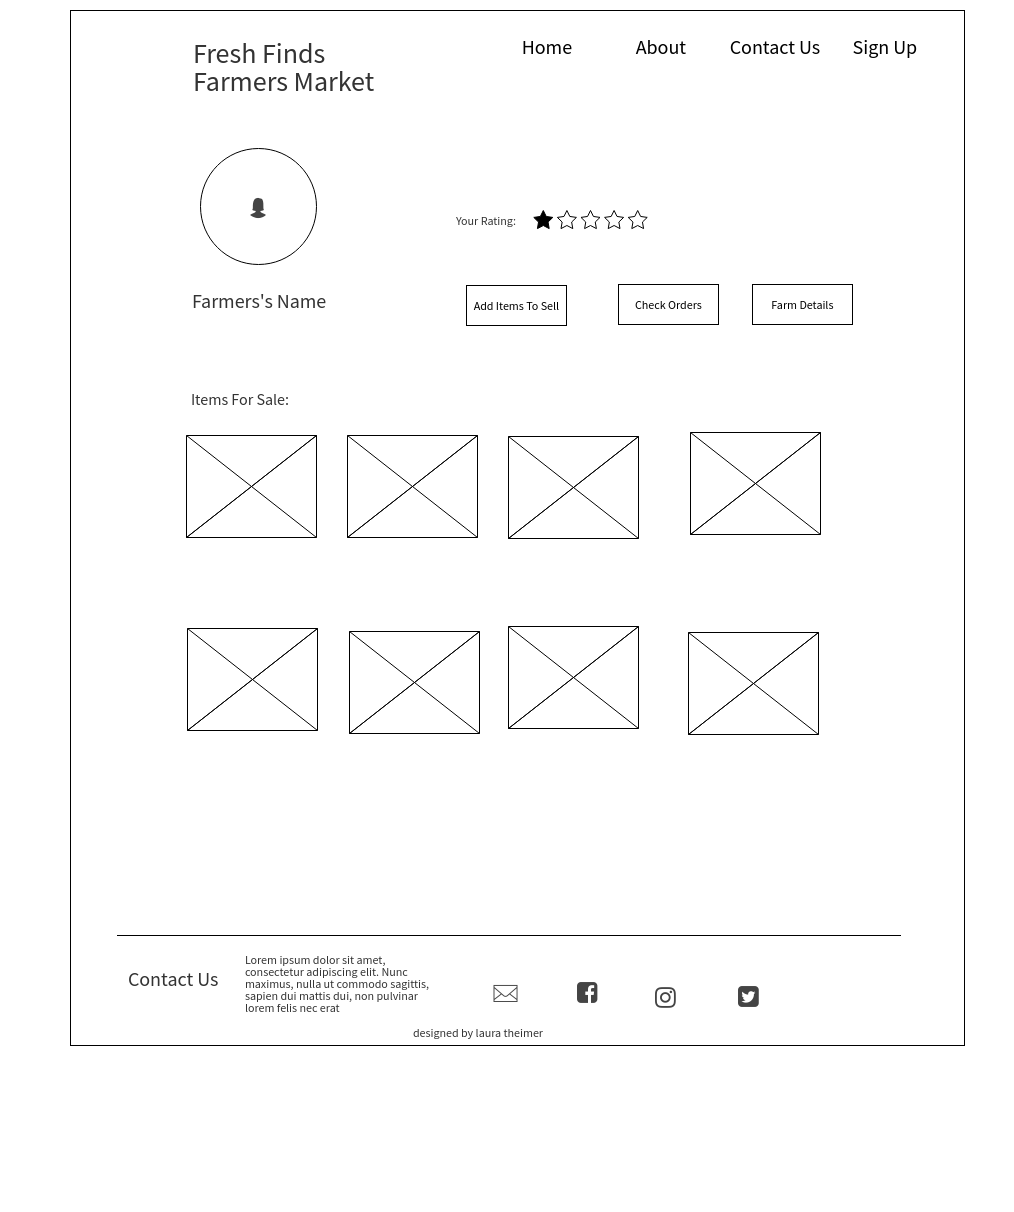 Fresh Finds
Farmers Market
Home About Contact Us Sign Up
Your Rating:
Farmers's Name
Add Items To Sell
Check Orders
Farm Details
Items For Sale:
Contact Us
Lorem ipsum dolor sit amet,
consectetur adipiscing elit. Nunc
maximus, nulla ut commodo sagittis,
sapien dui mattis dui, non pulvinar
lorem felis nec erat
designed by laura theimer